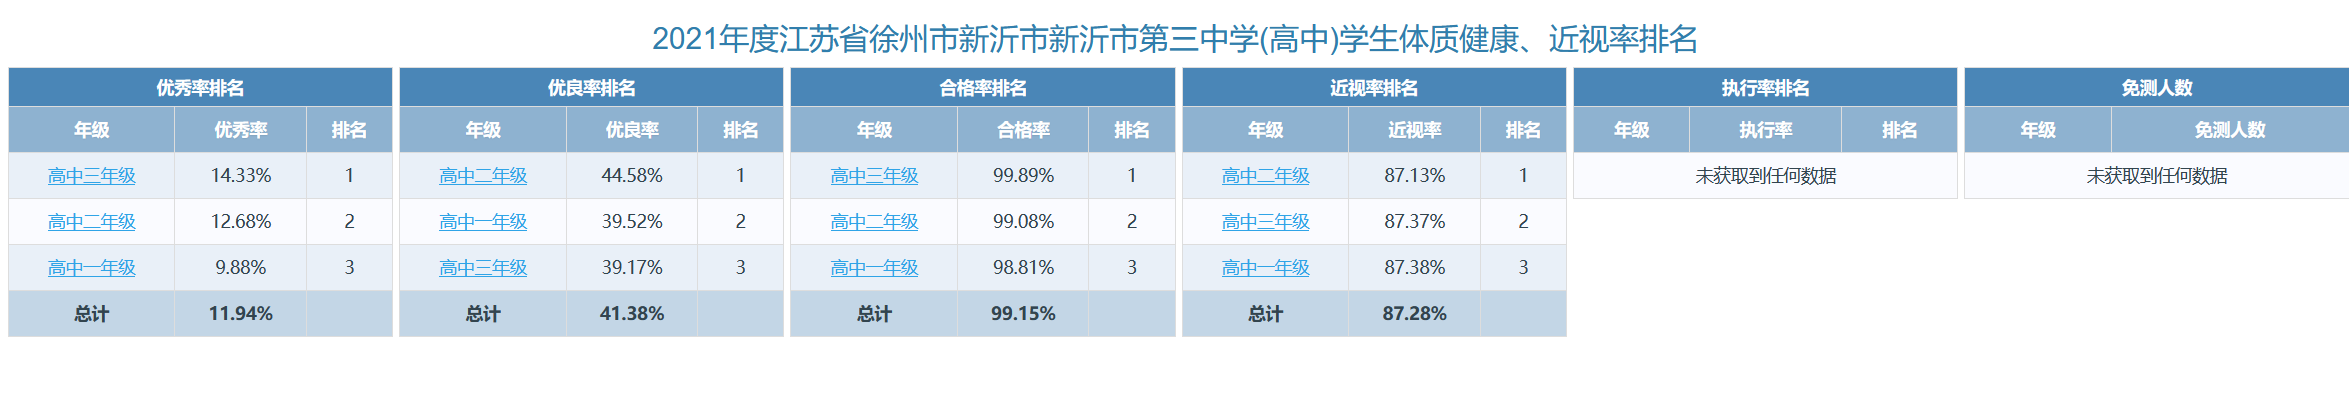 2021年度江苏省徐州市新沂市新沂市第三中学(高中)学生体质健康、近视率排名
优秀率排名 优良率排名 合格率排名 近视率排名 执行率排名 免测人数
年级 优秀率 排名 年级 优良率 排名 年级 合格率 排名 年级 近视率 排名 年级 执行率 排名 年级 免测人数
高中三年级 14.33% 1 高中二年级 44.58% 1 高中三年级 99.89% 1 高中二年级 87.13% 1 未获取到任何数据 未获取到任何数据
高中二年级 12.68% 2 高中一年级 39.52% 2 高中二年级 99.08% 2 高中三年级 87.37% 2
高中一年级 9.88% 3 高中三年级 39.17% 3 高中一年级 98.81% 3 高中一年级 87.38% 3
总计 11.94% 总计 41.38% 总计 99.15% 总计 87.28%